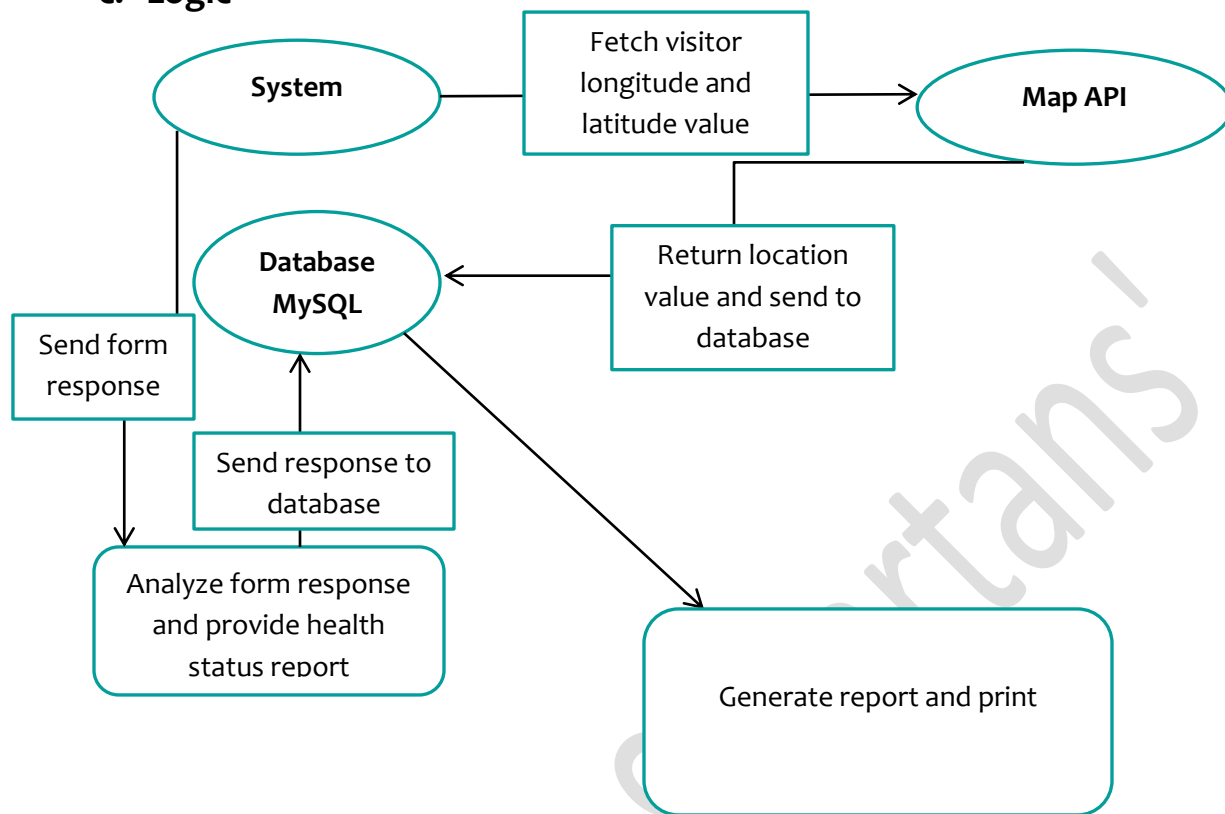 c. Logic
System
Fetch visitor
longitude and
latitude value
Map API
Database
MySQL
Return location
value and send to
database
Send form
response
Send response to
database
Analyze form response
and provide health
status report
Generate report and print